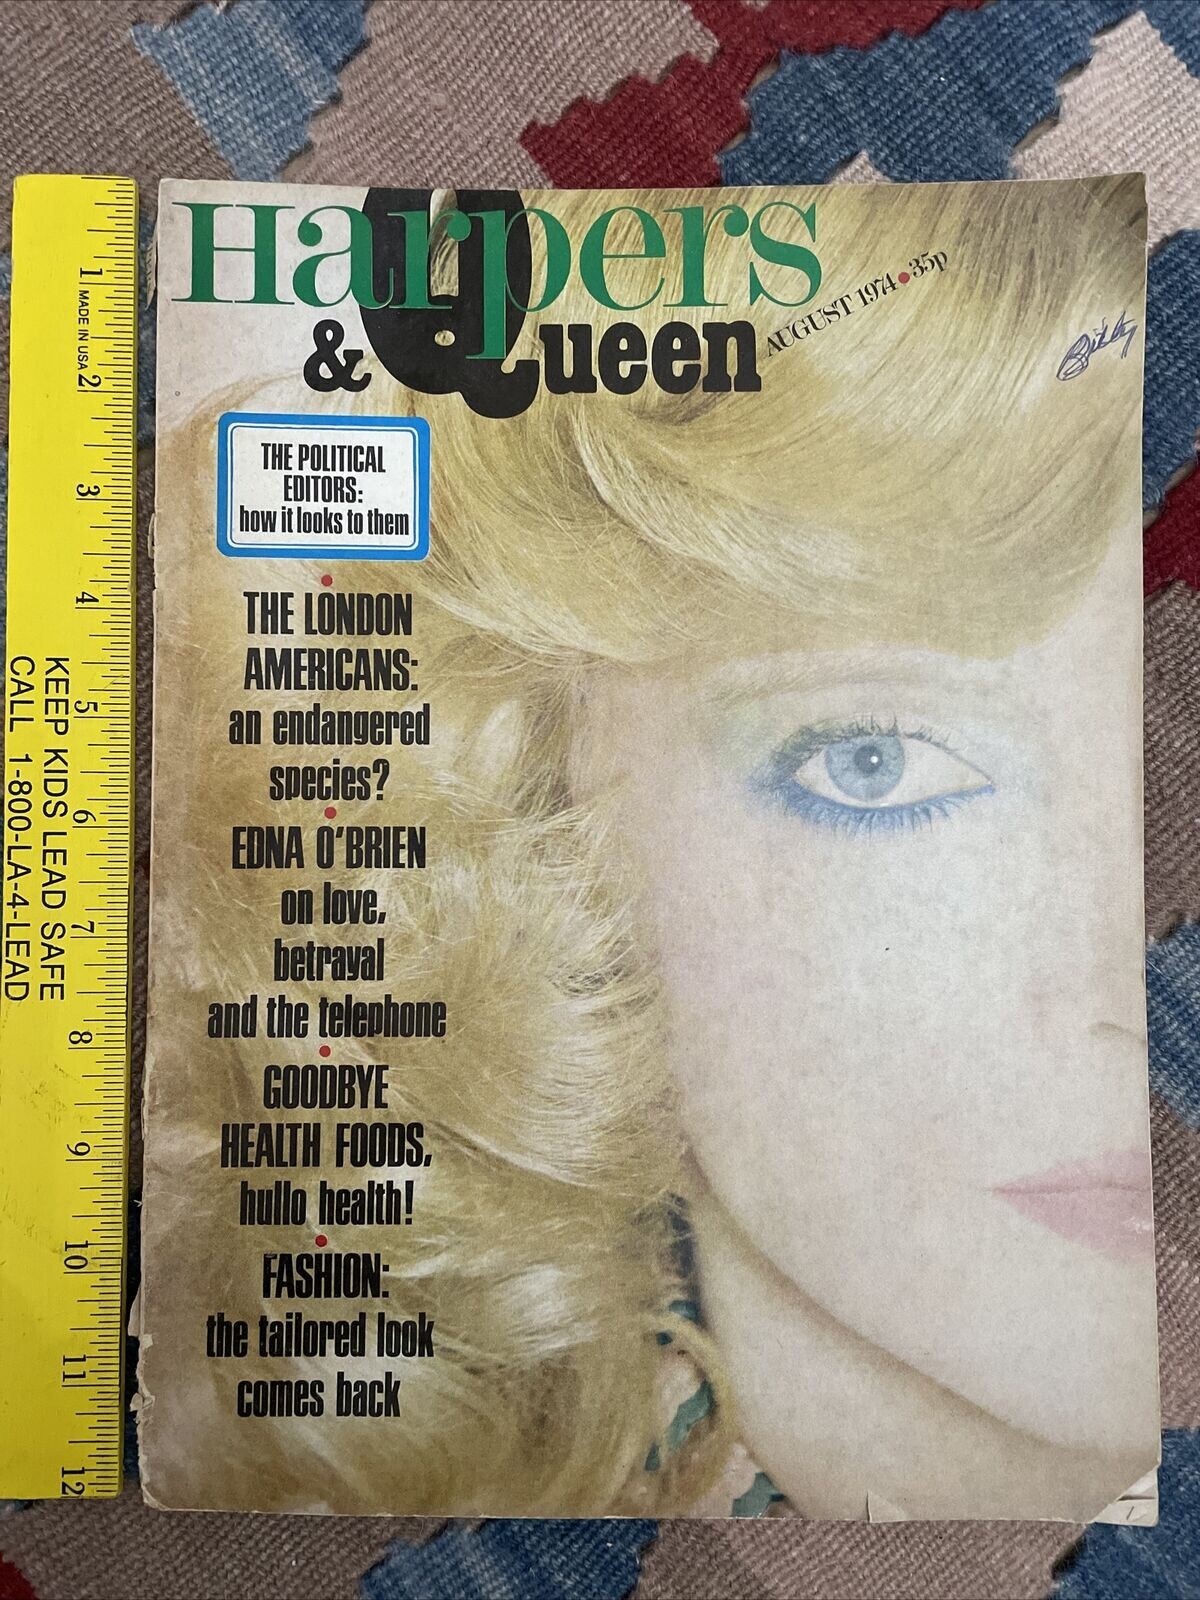 Harpers
& Queen
AUGUST 1974 • 35p
THE POLITICAL
EDITORS:
how it looks to them
•
THE LONDON
AMERICANS:
an endangered
species?
•
EDNA O'BRIEN
on love,
betrayal
and the telephone
•
GOODBYE
HEALTH FOODS,
hullo health!
•
FASHION:
the tailored look
comes back
1
MADE IN USA
2
3
4
5
6
7
8
9
10
11
12
KEEP KIDS LEAD SAFE
CALL 1-800-LA-4-LEAD